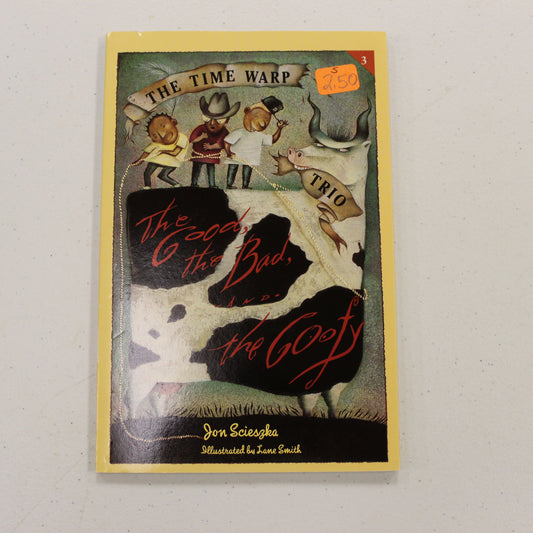 THE TIME WARP
3
$
2.50
TRIO
The
Good,
the Bad,
AND
the Goofy
Jon Scieszka
Illustrated by Lane Smith